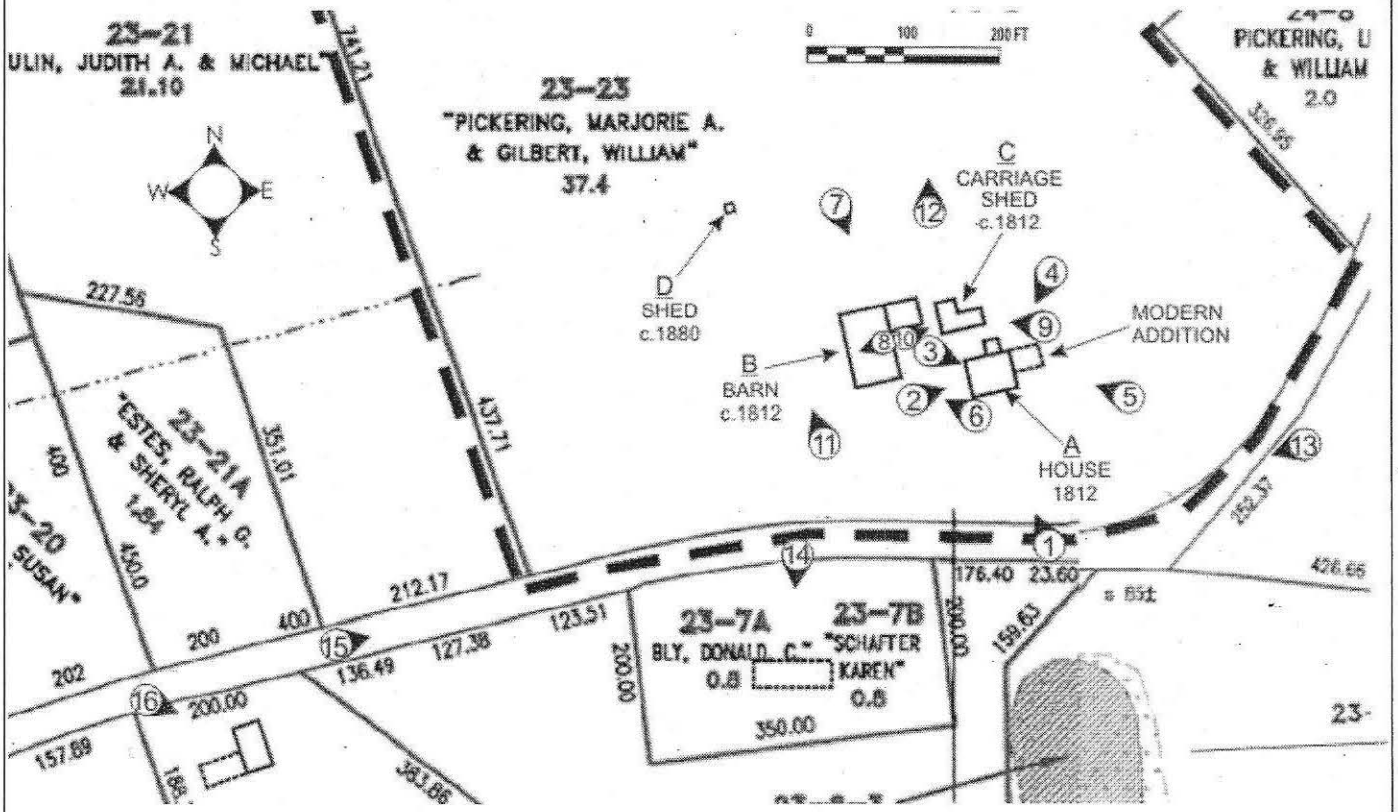 23-21
ULIN, JUDITH A. & MICHAEL"
21.10
N
W E
S
241.21
23-23
"PICKERING, MARJORIE A.
& GILBERT, WILLIAM"
37.4
0 100 200 FT
PICKERING, L
& WILLIAM
2.0
326.95
C
CARRIAGE
SHED
c.1812
7
12
4
D
SHED
c.1880
9
MODERN
ADDITION
8
10
3
B
BARN
c.1812
2
6
5
11
A
HOUSE
1812
13
252.37
227.56
351.01
437.71
23-21A
"ESTES, RALPH G.
& SHERYL A."
1.84
400
450.0
3-20
SUSAN"
14
1
176.40 23.60
428.66
212.17
400
200
202
15
16
123.51
127.38
136.49
200.00
157.89
188.
363.86
23-7A
BLY, DONALD C."
0.8
23-7B
"SCHAFTER
KAREN"
0.8
200.00
200.00
350.00
159.63
23-